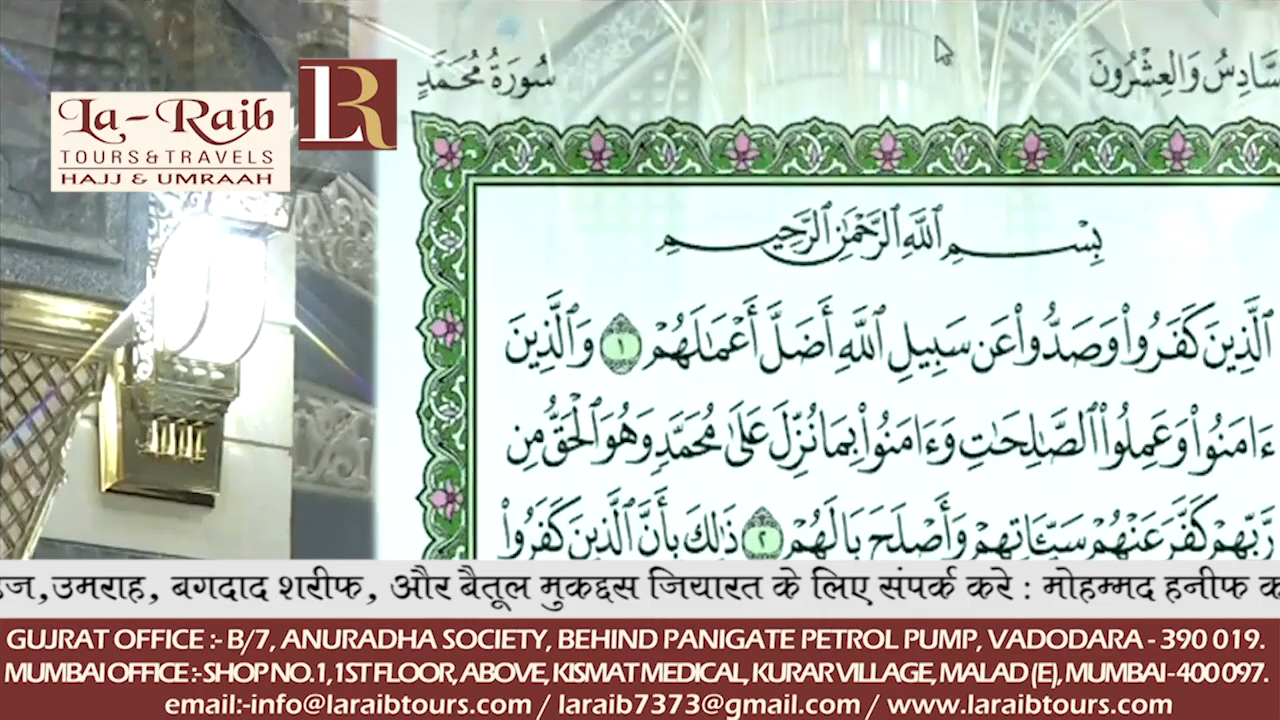 La-Raib
TOURS & TRAVELS
HAJJ & UMRAAH
LR
سُورَةُ مُحَمَّدٍ
السَّادِسُ وَالعِشْرُونَ
بِسْمِ ٱللَّهِ ٱلرَّحْمَٰنِ ٱلرَّحِيمِ
ٱلَّذِينَ كَفَرُوا۟ وَصَدُّوا۟ عَن سَبِيلِ ٱللَّهِ أَضَلَّ أَعْمَٰلَهُمْ ١ وَٱلَّذِينَ
ءَامَنُوا۟ وَعَمِلُوا۟ ٱلصَّٰلِحَٰتِ وَءَامَنُوا۟ بِمَا نُزِّلَ عَلَىٰ مُحَمَّدٍ وَهُوَ ٱلْحَقُّ مِن
رَّبِّهِمْ كَفَّرَ عَنْهُمْ سَيِّـَٔاتِهِمْ وَأَصْلَحَ بَالَهُمْ ٢ ذَٰلِكَ بِأَنَّ ٱلَّذِينَ كَفَرُوا۟
हज,उमराह, बगदाद शरीफ, और बैतूल मुकद्दस जियारत के लिए संपर्क करे : मोहम्मद हनीफ
GUJRAT OFFICE :- B/7, ANURADHA SOCIETY, BEHIND PANIGATE PETROL PUMP, VADODARA - 390 019.
MUMBAI OFFICE :- SHOP NO. 1, 1ST FLOOR, ABOVE, KISMAT MEDICAL, KURAR VILLAGE, MALAD (E), MUMBAI - 400 097.
email:-info@laraibtours.com / laraib7373@gmail.com / www.laraibtours.com